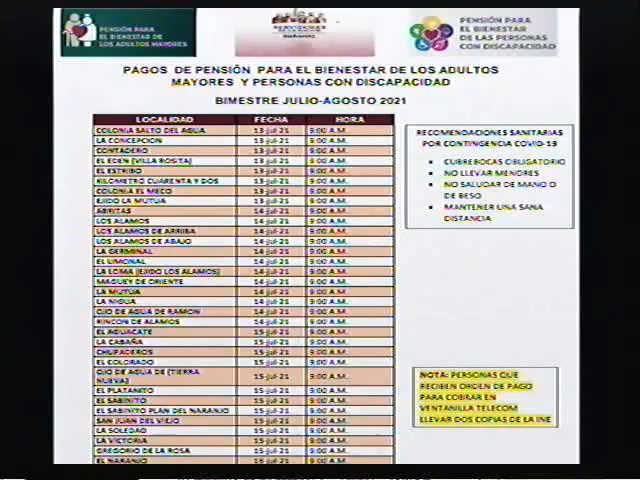 PENSIÓN PARA
EL BIENESTAR DE
LOS ADULTOS MAYORES
PENSIÓN PARA
EL BIENESTAR
DE LAS PERSONAS
CON DISCAPACIDAD
PAGOS DE PENSIÓN PARA EL BIENESTAR DE LOS ADULTOS
MAYORES Y PERSONAS CON DISCAPACIDAD
BIMESTRE JULIO-AGOSTO 2021
LOCALIDAD FECHA HORA
COLONIA SALTO DEL AGUA 13-jul-21 9:00 A.M.
LA CONCEPCION 13-jul-21 9:00 A.M.
CONTADERO 13-jul-21 9:00 A.M.
EL EDEN (VILLA ROSITA) 13-jul-21 9:00 A.M.
EL ESTRIBO 13-jul-21 9:00 A.M.
KILOMETRO CUARENTA Y DOS 13-jul-21 9:00 A.M.
COLONIA EL MECO 13-jul-21 9:00 A.M.
EJIDO LA MUTUA 13-jul-21 9:00 A.M.
ABRITAS 14-jul-21 9:00 A.M.
LOS ALAMOS 14-jul-21 9:00 A.M.
LOS ALAMOS DE ARRIBA 14-jul-21 9:00 A.M.
LOS ALAMOS DE ABAJO 14-jul-21 9:00 A.M.
LA GERMINAL 14-jul-21 9:00 A.M.
EL LIMONAL 14-jul-21 9:00 A.M.
LA LOMA (EJIDO LOS ALAMOS) 14-jul-21 9:00 A.M.
MAGUEY DE ORIENTE 14-jul-21 9:00 A.M.
LA MUTUA 14-jul-21 9:00 A.M.
LA NIGUA 14-jul-21 9:00 A.M.
OJO DE AGUA DE RAMON 14-jul-21 9:00 A.M.
RINCON DE ALAMOS 14-jul-21 9:00 A.M.
EL AGUACATE 15-jul-21 9:00 A.M.
LA CABAÑA 15-jul-21 9:00 A.M.
CHUPADEROS 15-jul-21 9:00 A.M.
EL COLORADO 15-jul-21 9:00 A.M.
OJO DE AGUA DE (TIERRA
NUEVA) 15-jul-21 9:00 A.M.
EL PLATANITO 15-jul-21 9:00 A.M.
EL SABINITO 15-jul-21 9:00 A.M.
EL SABINITO PLAN DEL NARANJO 15-jul-21 9:00 A.M.
SAN JUAN DEL VIEJO 15-jul-21 9:00 A.M.
LA SOLEDAD 15-jul-21 9:00 A.M.
LA VICTORIA 15-jul-21 9:00 A.M.
GREGORIO DE LA ROSA 15-jul-21 9:00 A.M.
EL NARANJO 16-jul-21 9:00 A.M.
RECOMENDACIONES SANITARIAS
POR CONTINGENCIA COVID-19
• CUBREBOCAS OBLIGATORIO
• NO LLEVAR MENORES
• NO SALUDAR DE MANO O
DE BESO
• MANTENER UNA SANA
DISTANCIA
NOTA: PERSONAS QUE
RECIBEN ORDEN DE PAGO
PARA COBRAR EN
VENTANILLA TELECOM
LLEVAR DOS COPIAS DE LA INE